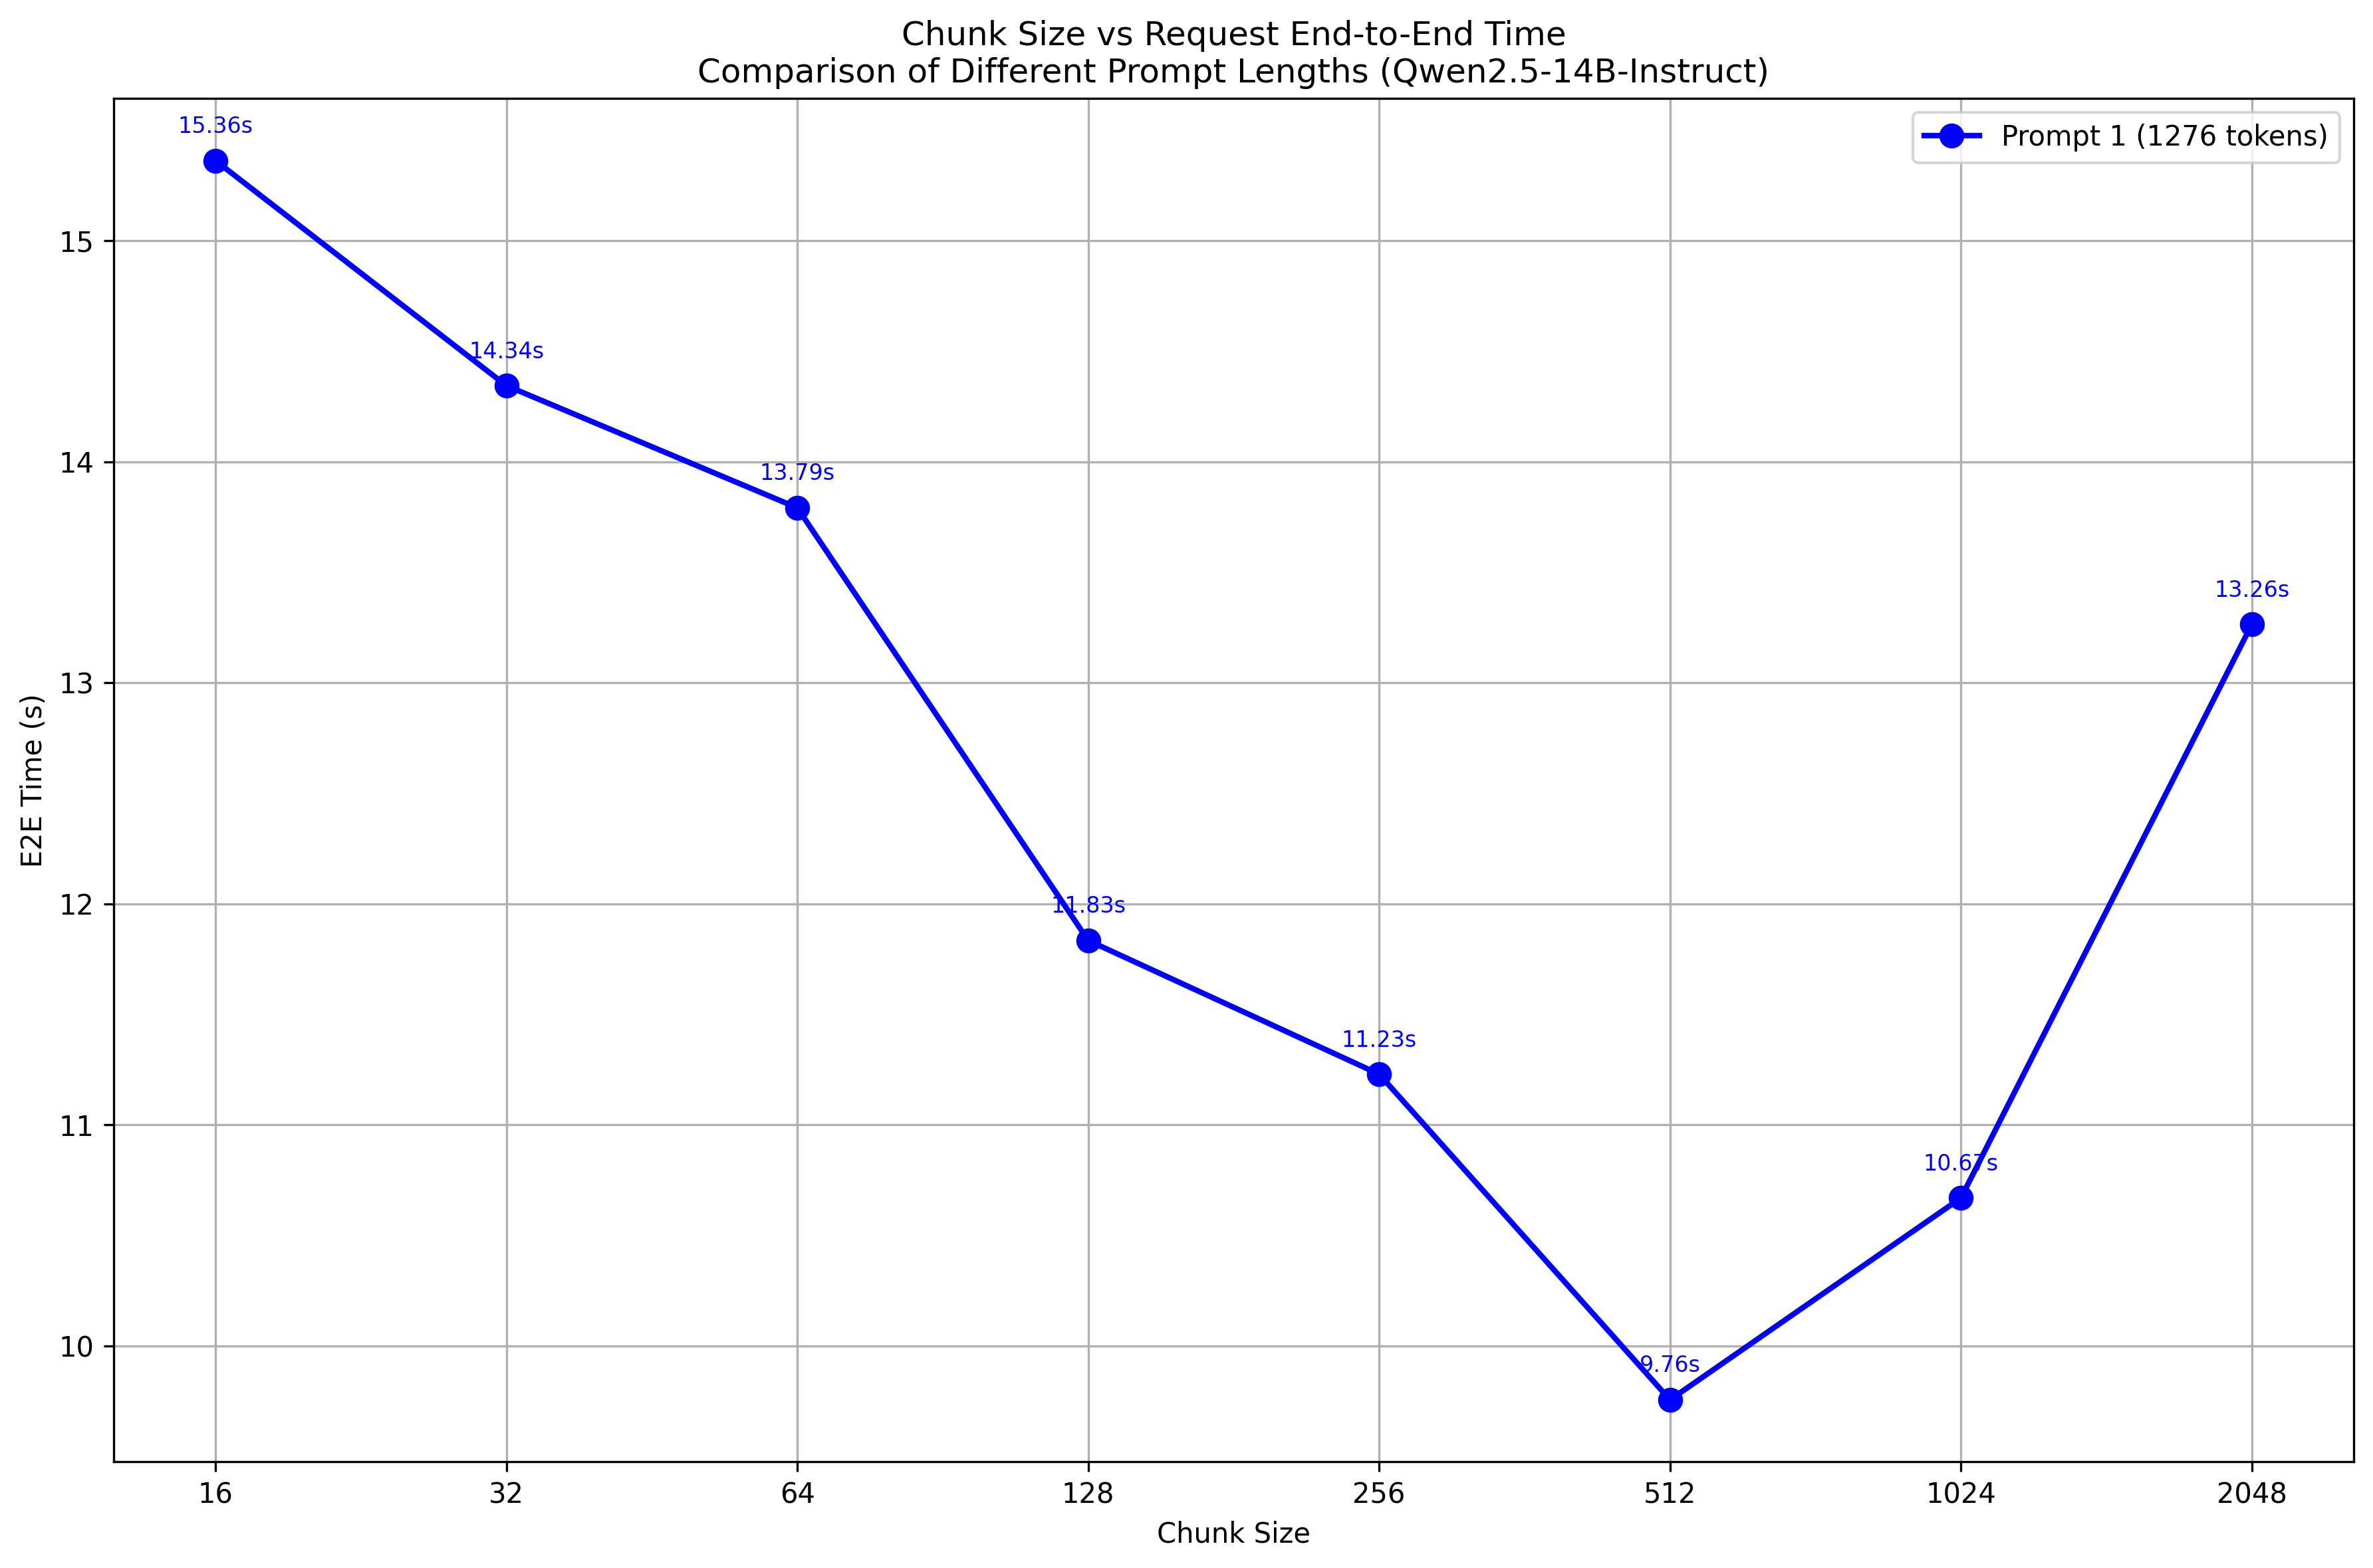 Chunk Size vs Request End-to-End Time
Comparison of Different Prompt Lengths (Qwen2.5-14B-Instruct)
Prompt 1 (1276 tokens)
15.36s
14.34s
13.79s
11.83s
11.23s
9.76s
10.67s
13.26s
15
14
13
12
11
10
E2E Time (s)
16 32 64 128 256 512 1024 2048
Chunk Size